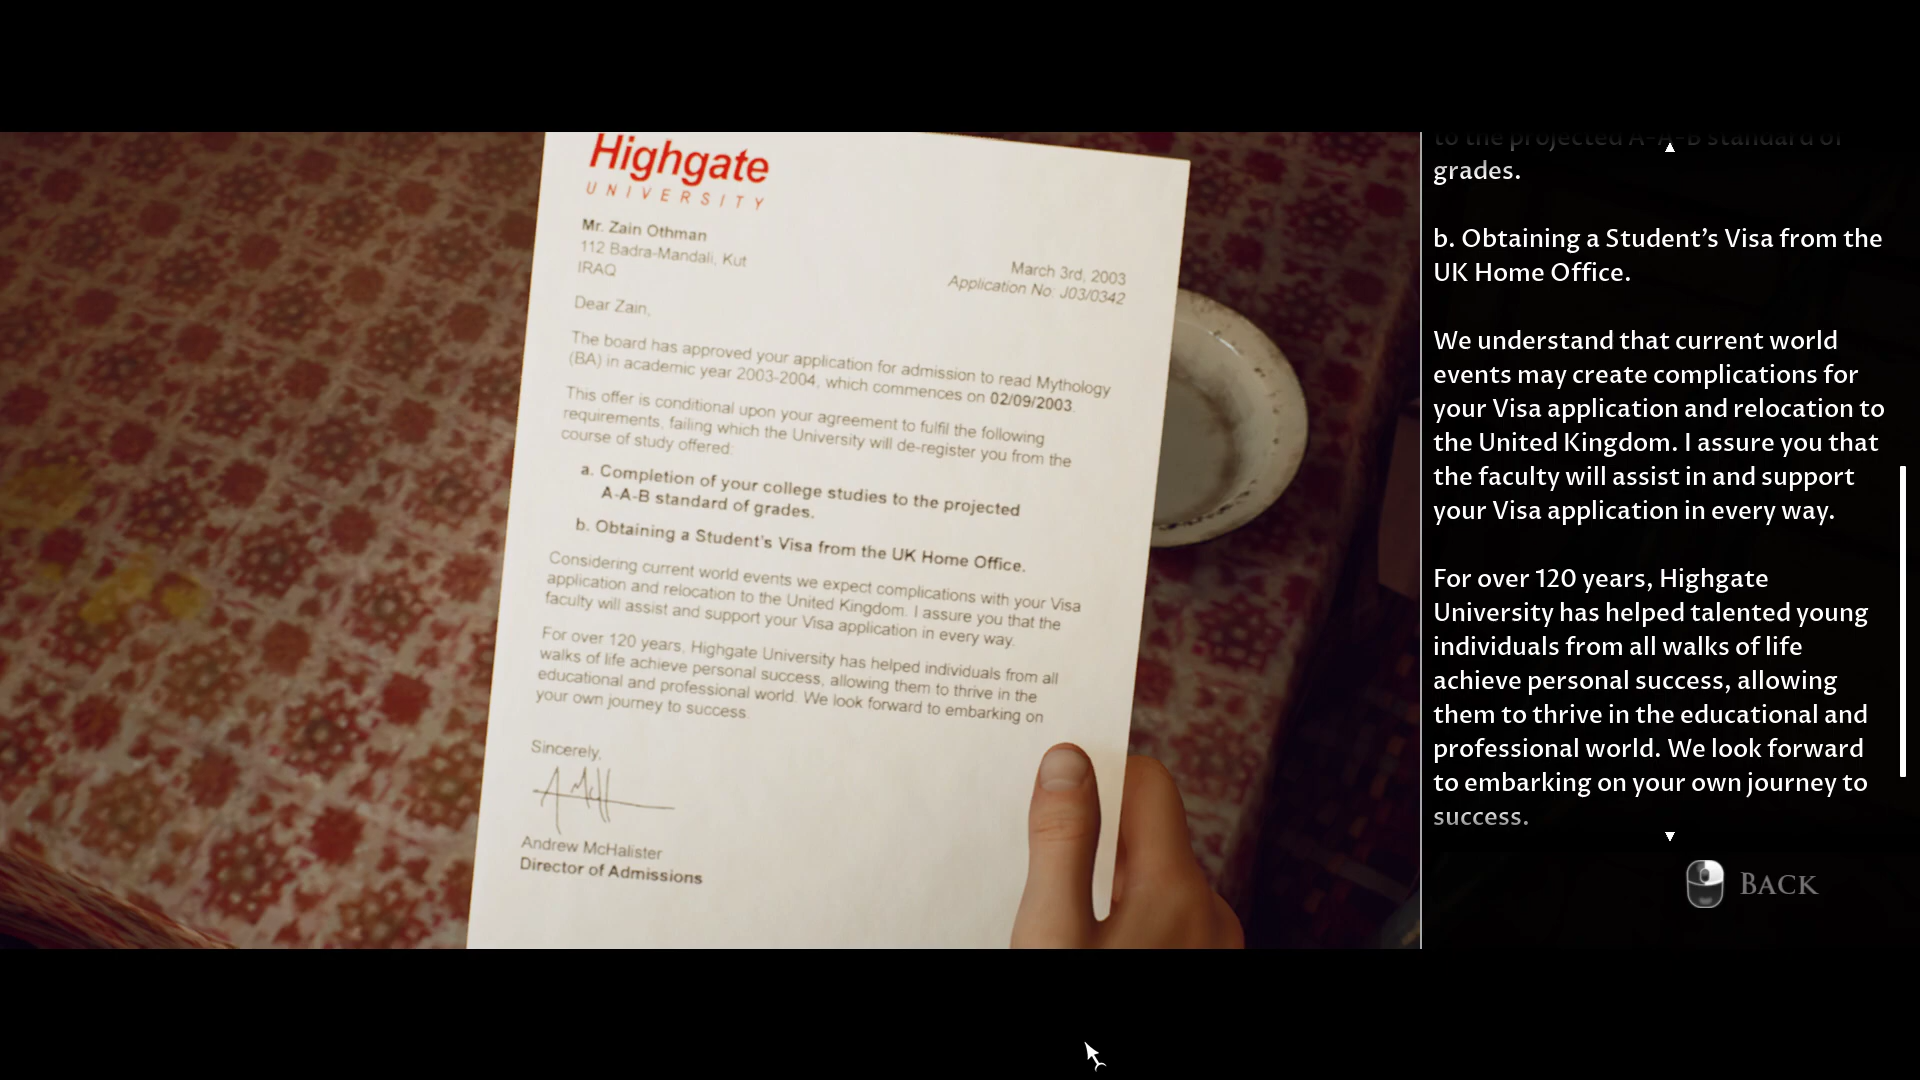 Highgate
UNIVERSITY
Mr. Zain Othman
112 Badra-Mandali, Kut
IRAQ
March 3rd, 2003
Application No: J03/0342
Dear Zain,
The board has approved your application for admission to read Mythology
(BA) in academic year 2003-2004, which commences on 02/09/2003.
This offer is conditional upon your agreement to fulfil the following
requirements, failing which the University will de-register you from the
course of study offered:
a. Completion of your college studies to the projected
A-A-B standard of grades.
b. Obtaining a Student's Visa from the UK Home Office.
Considering current world events we expect complications with your Visa
application and relocation to the United Kingdom. I assure you that the
faculty will assist and support your Visa application in every way.
For over 120 years, Highgate University has helped individuals from all
walks of life achieve personal success, allowing them to thrive in the
educational and professional world. We look forward to embarking on
your own journey to success.
Sincerely,
Andrew McHalister
Director of Admissions
to the projected A-A-B standard of
grades.
b. Obtaining a Student's Visa from the
UK Home Office.
We understand that current world
events may create complications for
your Visa application and relocation to
the United Kingdom. I assure you that
the faculty will assist in and support
your Visa application in every way.
For over 120 years, Highgate
University has helped talented young
individuals from all walks of life
achieve personal success, allowing
them to thrive in the educational and
professional world. We look forward
to embarking on your own journey to
success.
BACK